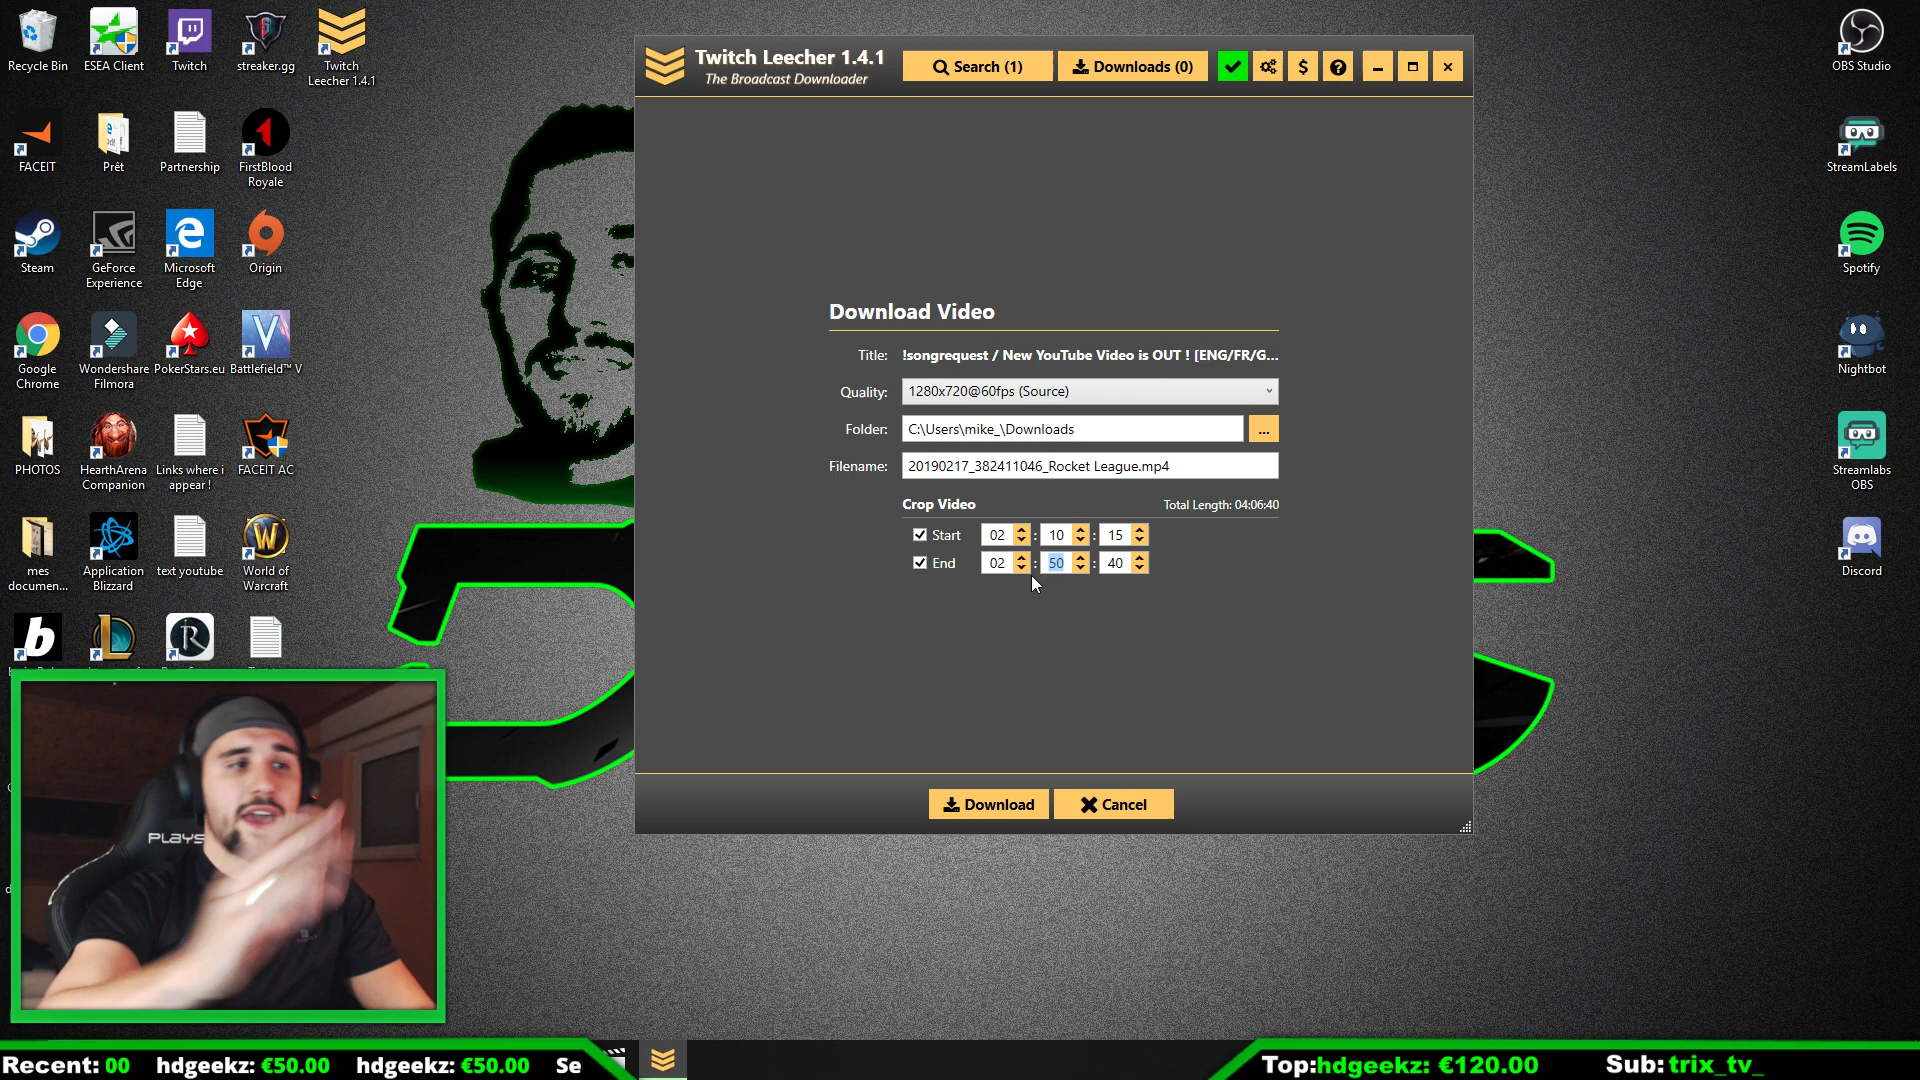 Recycle Bin
ESEA Client
Twitch
streaker.gg
Twitch
Leecher 1.4.1
FACEIT
Prêt
Partnership
FirstBlood
Royale
Steam
GeForce
Experience
Microsoft
Edge
Origin
Google
Chrome
Wondershare
Filmora
PokerStars.eu
Battlefield™ V
PHOTOS
HearthArena
Companion
Links where i
appear !
FACEIT AC
mes
documen...
Application
Blizzard
text youtube
World of
Warcraft
Twitch Leecher 1.4.1
The Broadcast Downloader
Search (1)
Downloads (0)
Download Video
Title: !songrequest / New YouTube Video is OUT ! [ENG/FR/G...
Quality: 1280x720@60fps (Source)
Folder: C:\Users\mike_\Downloads ...
Filename: 20190217_382411046_Rocket League.mp4
Crop Video Total Length: 04:06:40
Start 02 : 10 : 15
End 02 : 50 : 40
Download
Cancel
OBS Studio
StreamLabels
Spotify
Nightbot
Streamlabs
OBS
Discord
PLAYS
Recent: 00 hdgeekz: €50.00 hdgeekz: €50.00 Se
Top:hdgeekz: €120.00 Sub: trix_tv_